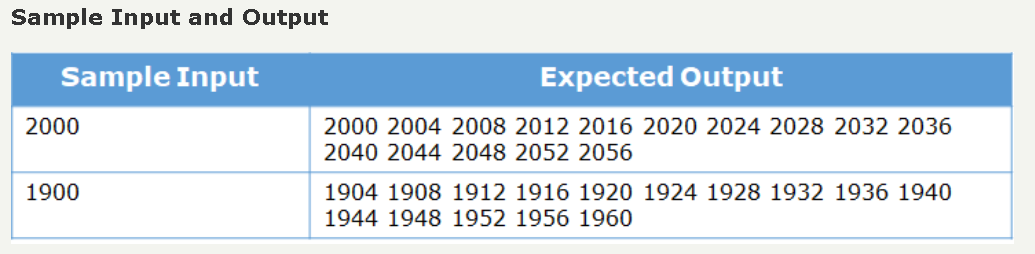 Sample Input and Output
Sample Input Expected Output
2000 2000 2004 2008 2012 2016 2020 2024 2028 2032 2036
2040 2044 2048 2052 2056
1900 1904 1908 1912 1916 1920 1924 1928 1932 1936 1940
1944 1948 1952 1956 1960